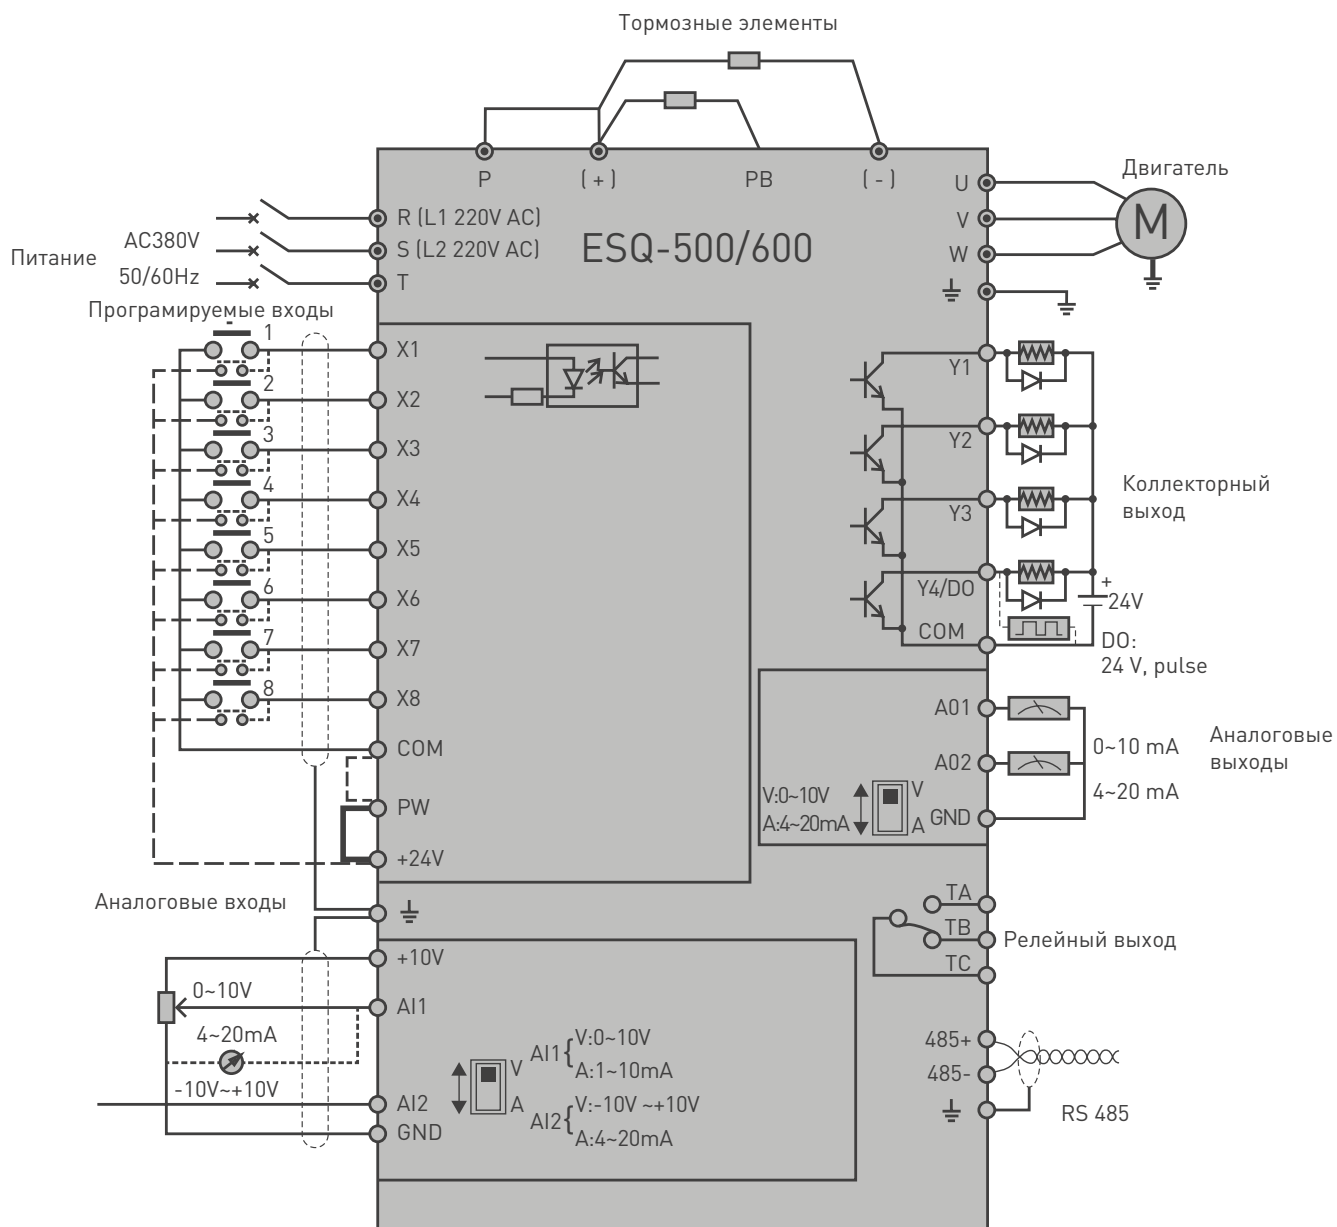 Тормозные элементы
P
( + )
PB
( - )
Двигатель
U
V
W
M
R (L1 220V AC)
S (L2 220V AC)
T
ESQ-500/600
Питание
AC380V
50/60Hz
Програмируемые входы
1
2
3
4
5
6
7
8
X1
X2
X3
X4
X5
X6
X7
X8
COM
PW
+24V
Y1
Y2
Y3
Y4/DO
COM
Коллекторный
выход
+
24V
DO:
24 V, pulse
A01
A02
GND
V:0~10V
A:4~20mA
V
A
0~10 mA
4~20 mA
Аналоговые
выходы
TA
TB
TC
Релейный выход
Аналоговые входы
+10V
AI1
AI2
GND
0~10V
4~20mA
-10V~+10V
V
A
AI1{
V:0~10V
A:1~10mA
AI2{
V:-10V ~+10V
A:4~20mA
485+
485-
RS 485